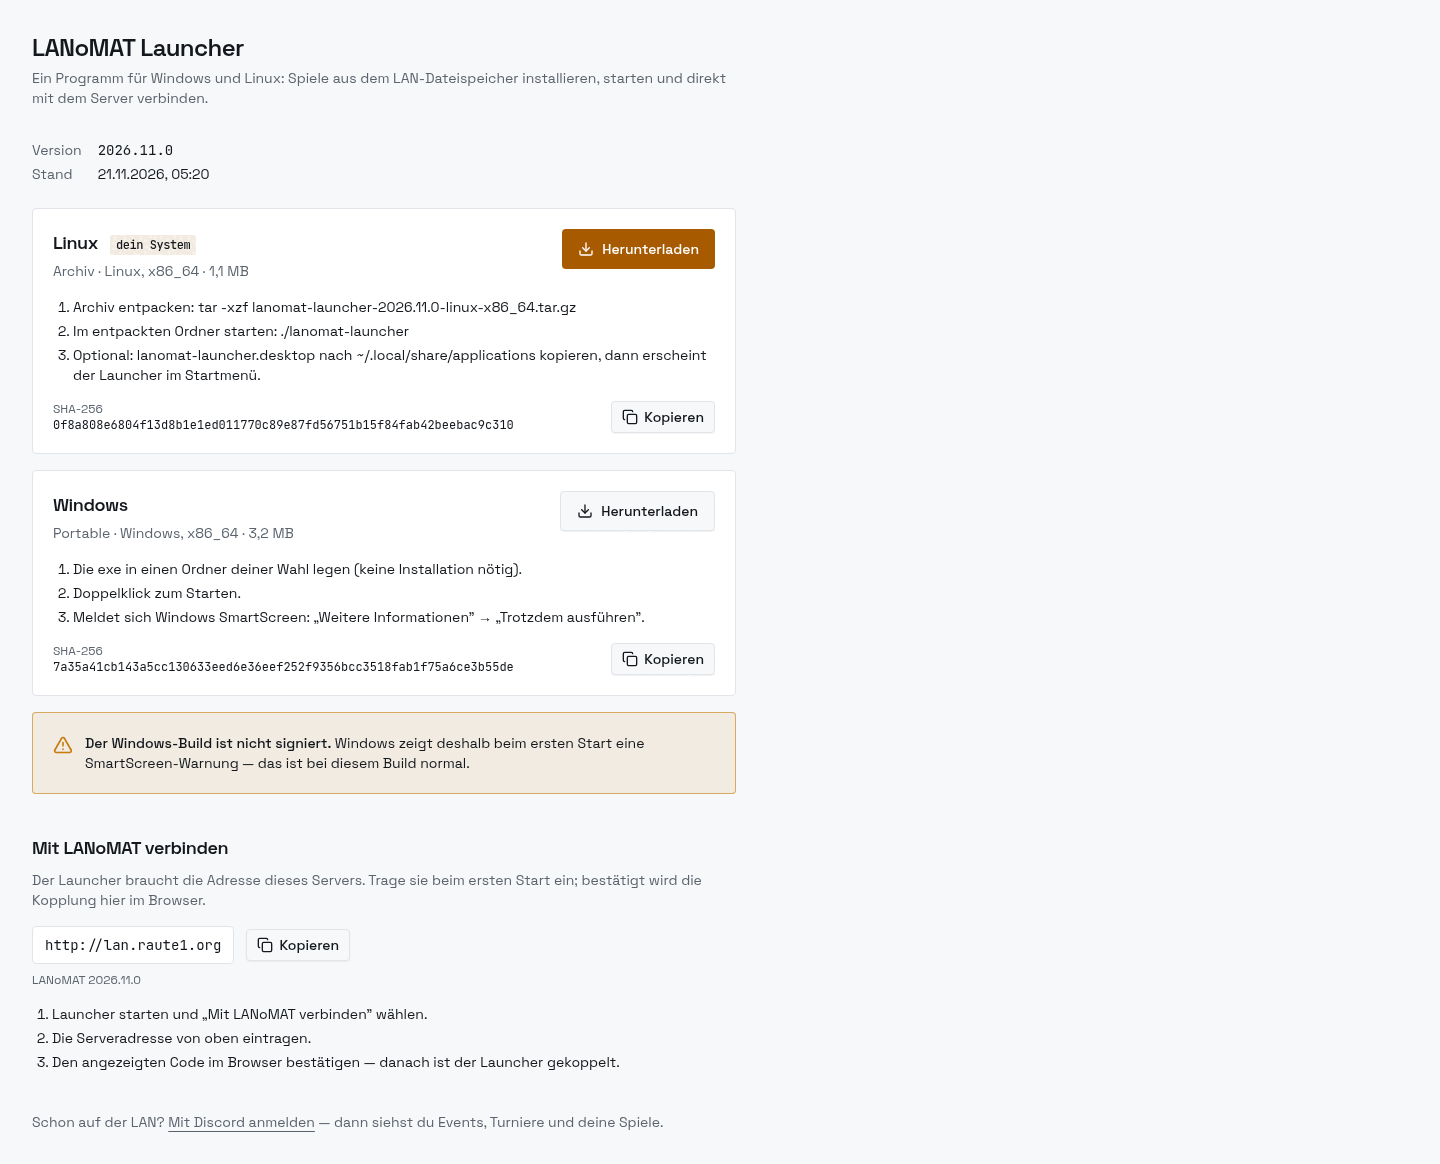 LANoMAT Launcher
Ein Programm für Windows und Linux: Spiele aus dem LAN-Dateispeicher installieren, starten und direkt
mit dem Server verbinden.
Version 2026.11.0
Stand 21.11.2026, 05:20
Linux dein System
Herunterladen
Archiv · Linux, x86_64 · 1,1 MB
1. Archiv entpacken: tar -xzf lanomat-launcher-2026.11.0-linux-x86_64.tar.gz
2. Im entpackten Ordner starten: ./lanomat-launcher
3. Optional: lanomat-launcher.desktop nach ~/.local/share/applications kopieren, dann erscheint
der Launcher im Startmenü.
SHA-256
0f8a808e6804f13d8b1e1ed011770c89e87fd56751b15f84fab42beebac9c310
Kopieren
Windows
Herunterladen
Portable · Windows, x86_64 · 3,2 MB
1. Die exe in einen Ordner deiner Wahl legen (keine Installation nötig).
2. Doppelklick zum Starten.
3. Meldet sich Windows SmartScreen: „Weitere Informationen” → „Trotzdem ausführen”.
SHA-256
7a35a41cb143a5cc130633eed6e36eef252f9356bcc3518fab1f75a6ce3b55de
Kopieren
Der Windows-Build ist nicht signiert. Windows zeigt deshalb beim ersten Start eine
SmartScreen-Warnung — das ist bei diesem Build normal.
Mit LANoMAT verbinden
Der Launcher braucht die Adresse dieses Servers. Trage sie beim ersten Start ein; bestätigt wird die
Kopplung hier im Browser.
http://lan.raute1.org
Kopieren
LANoMAT 2026.11.0
1. Launcher starten und „Mit LANoMAT verbinden” wählen.
2. Die Serveradresse von oben eintragen.
3. Den angezeigten Code im Browser bestätigen — danach ist der Launcher gekoppelt.
Schon auf der LAN? Mit Discord anmelden — dann siehst du Events, Turniere und deine Spiele.